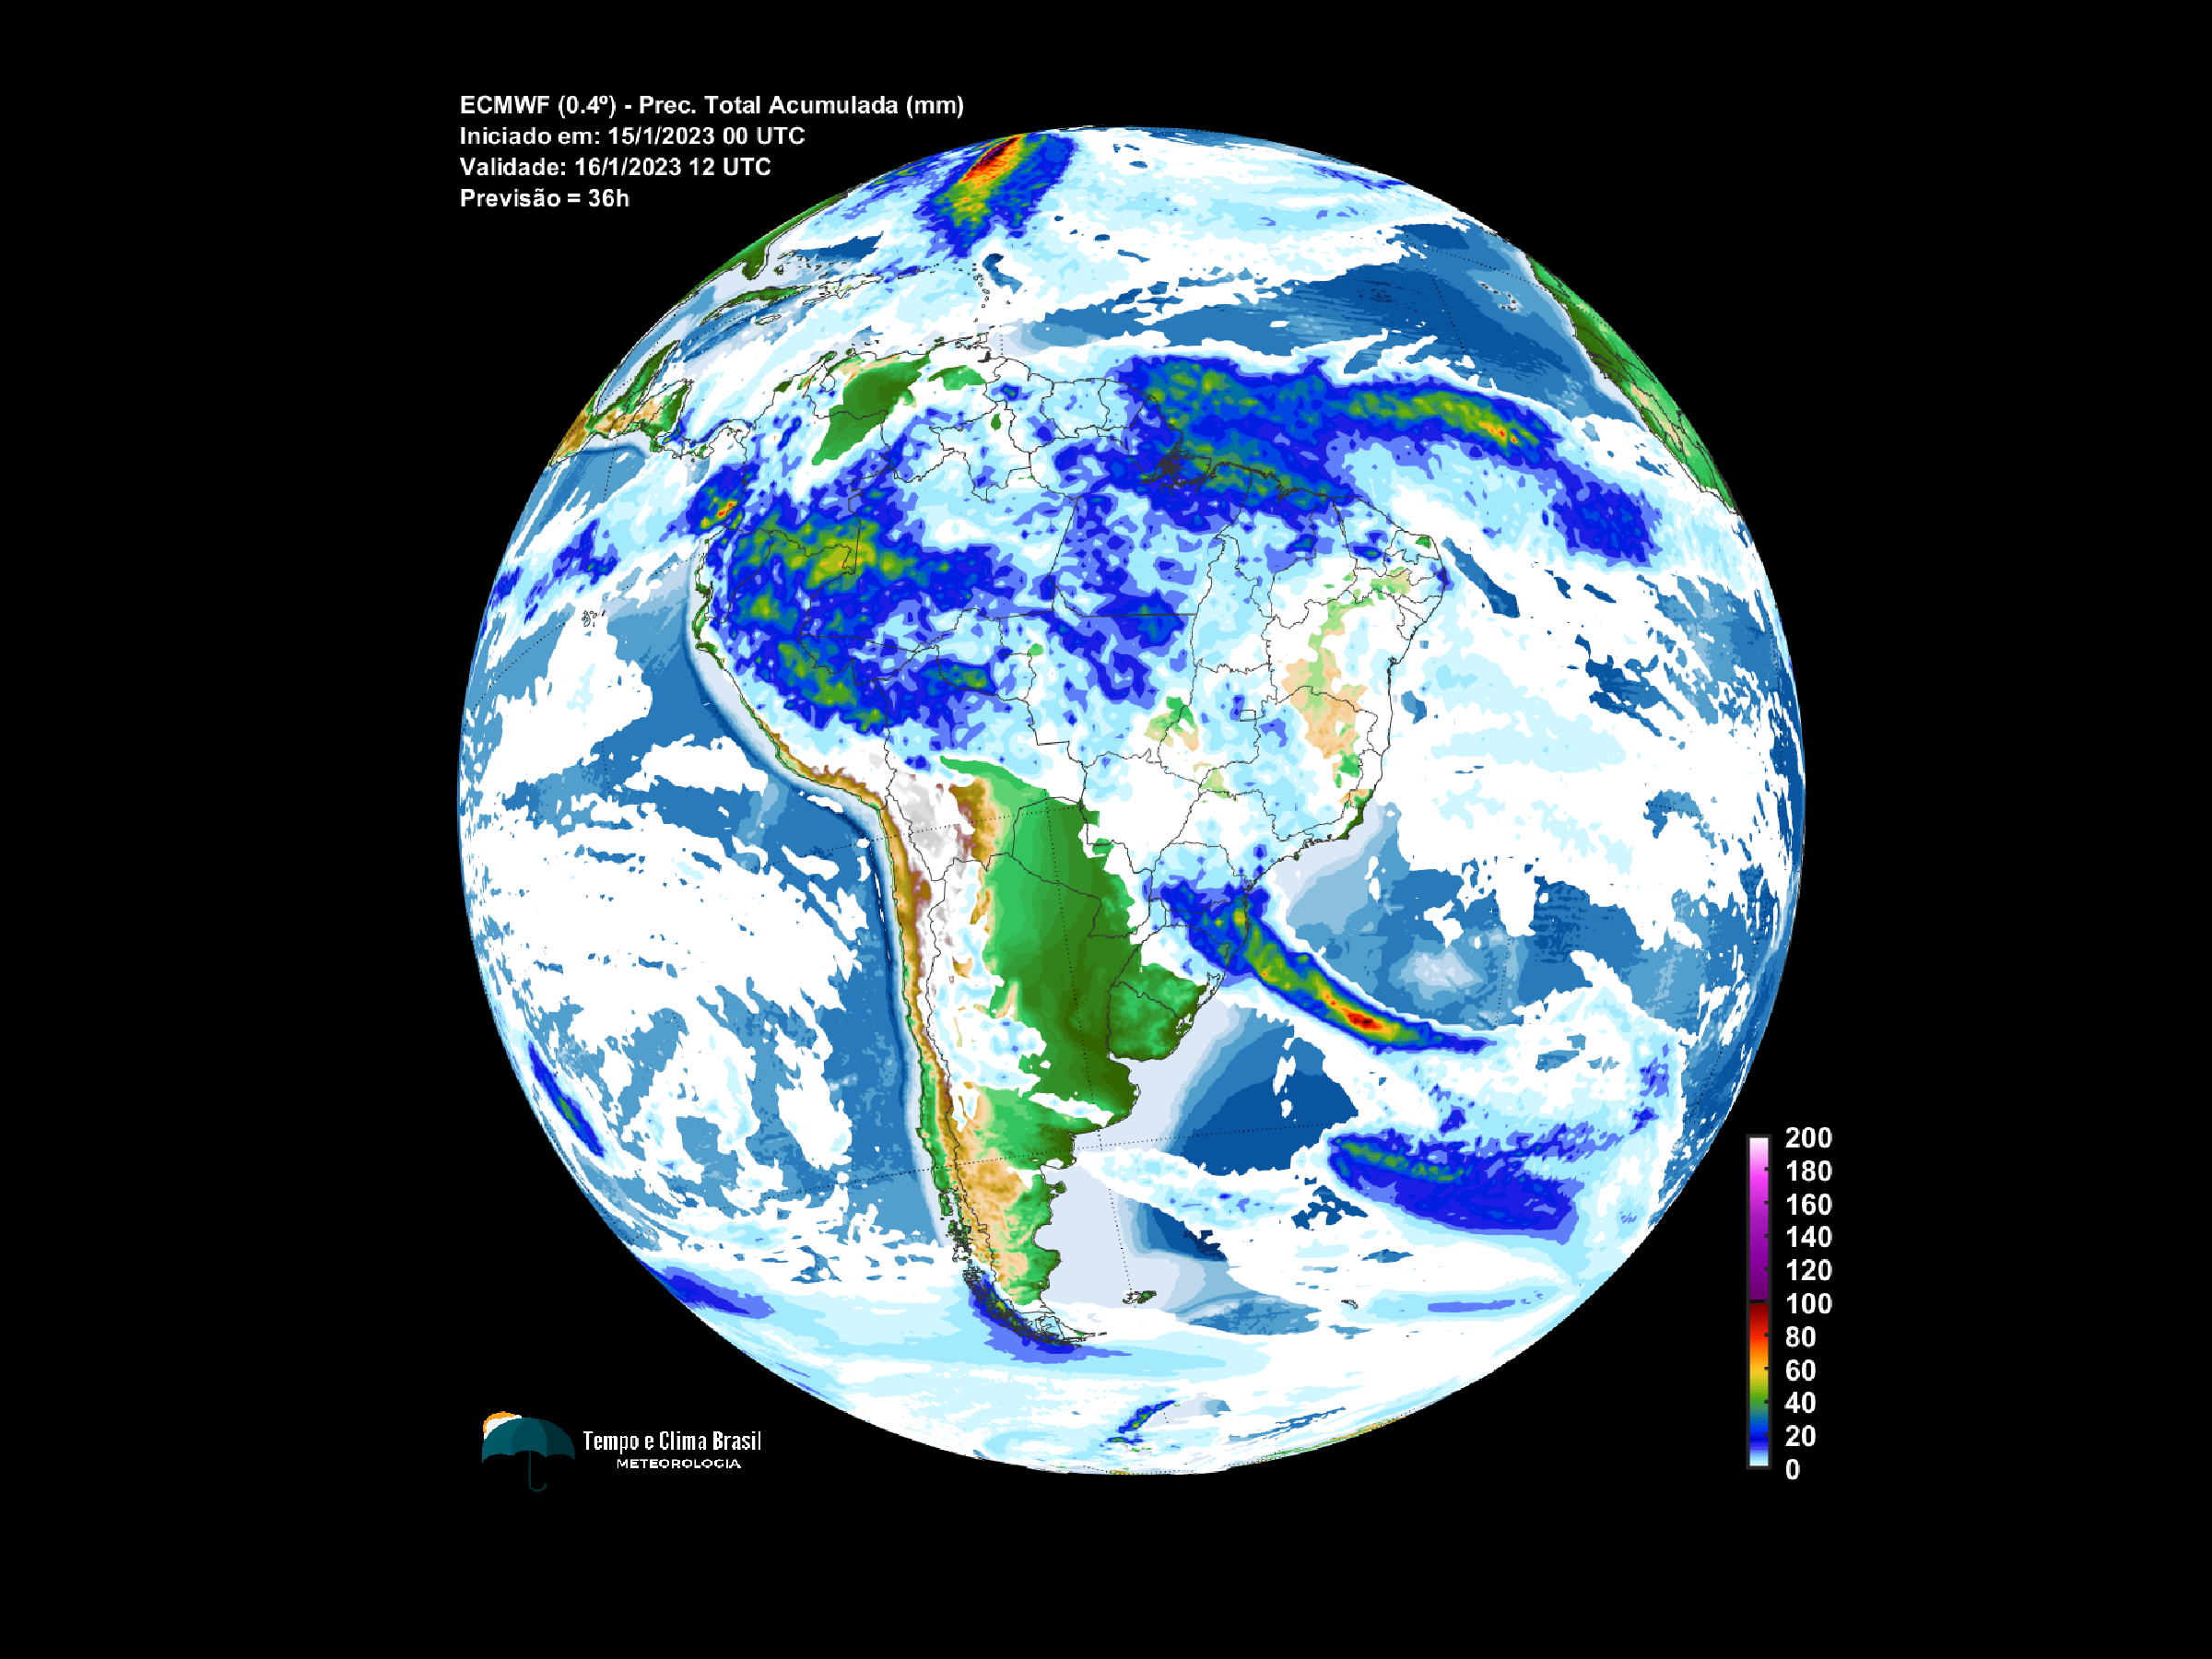 ECMWF (0.4º) - Prec. Total Acumulada (mm)
Iniciado em: 15/1/2023 00 UTC
Validade: 16/1/2023 12 UTC
Previsão = 36h
200
180
160
140
120
100
80
60
40
20
0
Tempo e Clima Brasil
METEOROLOGIA